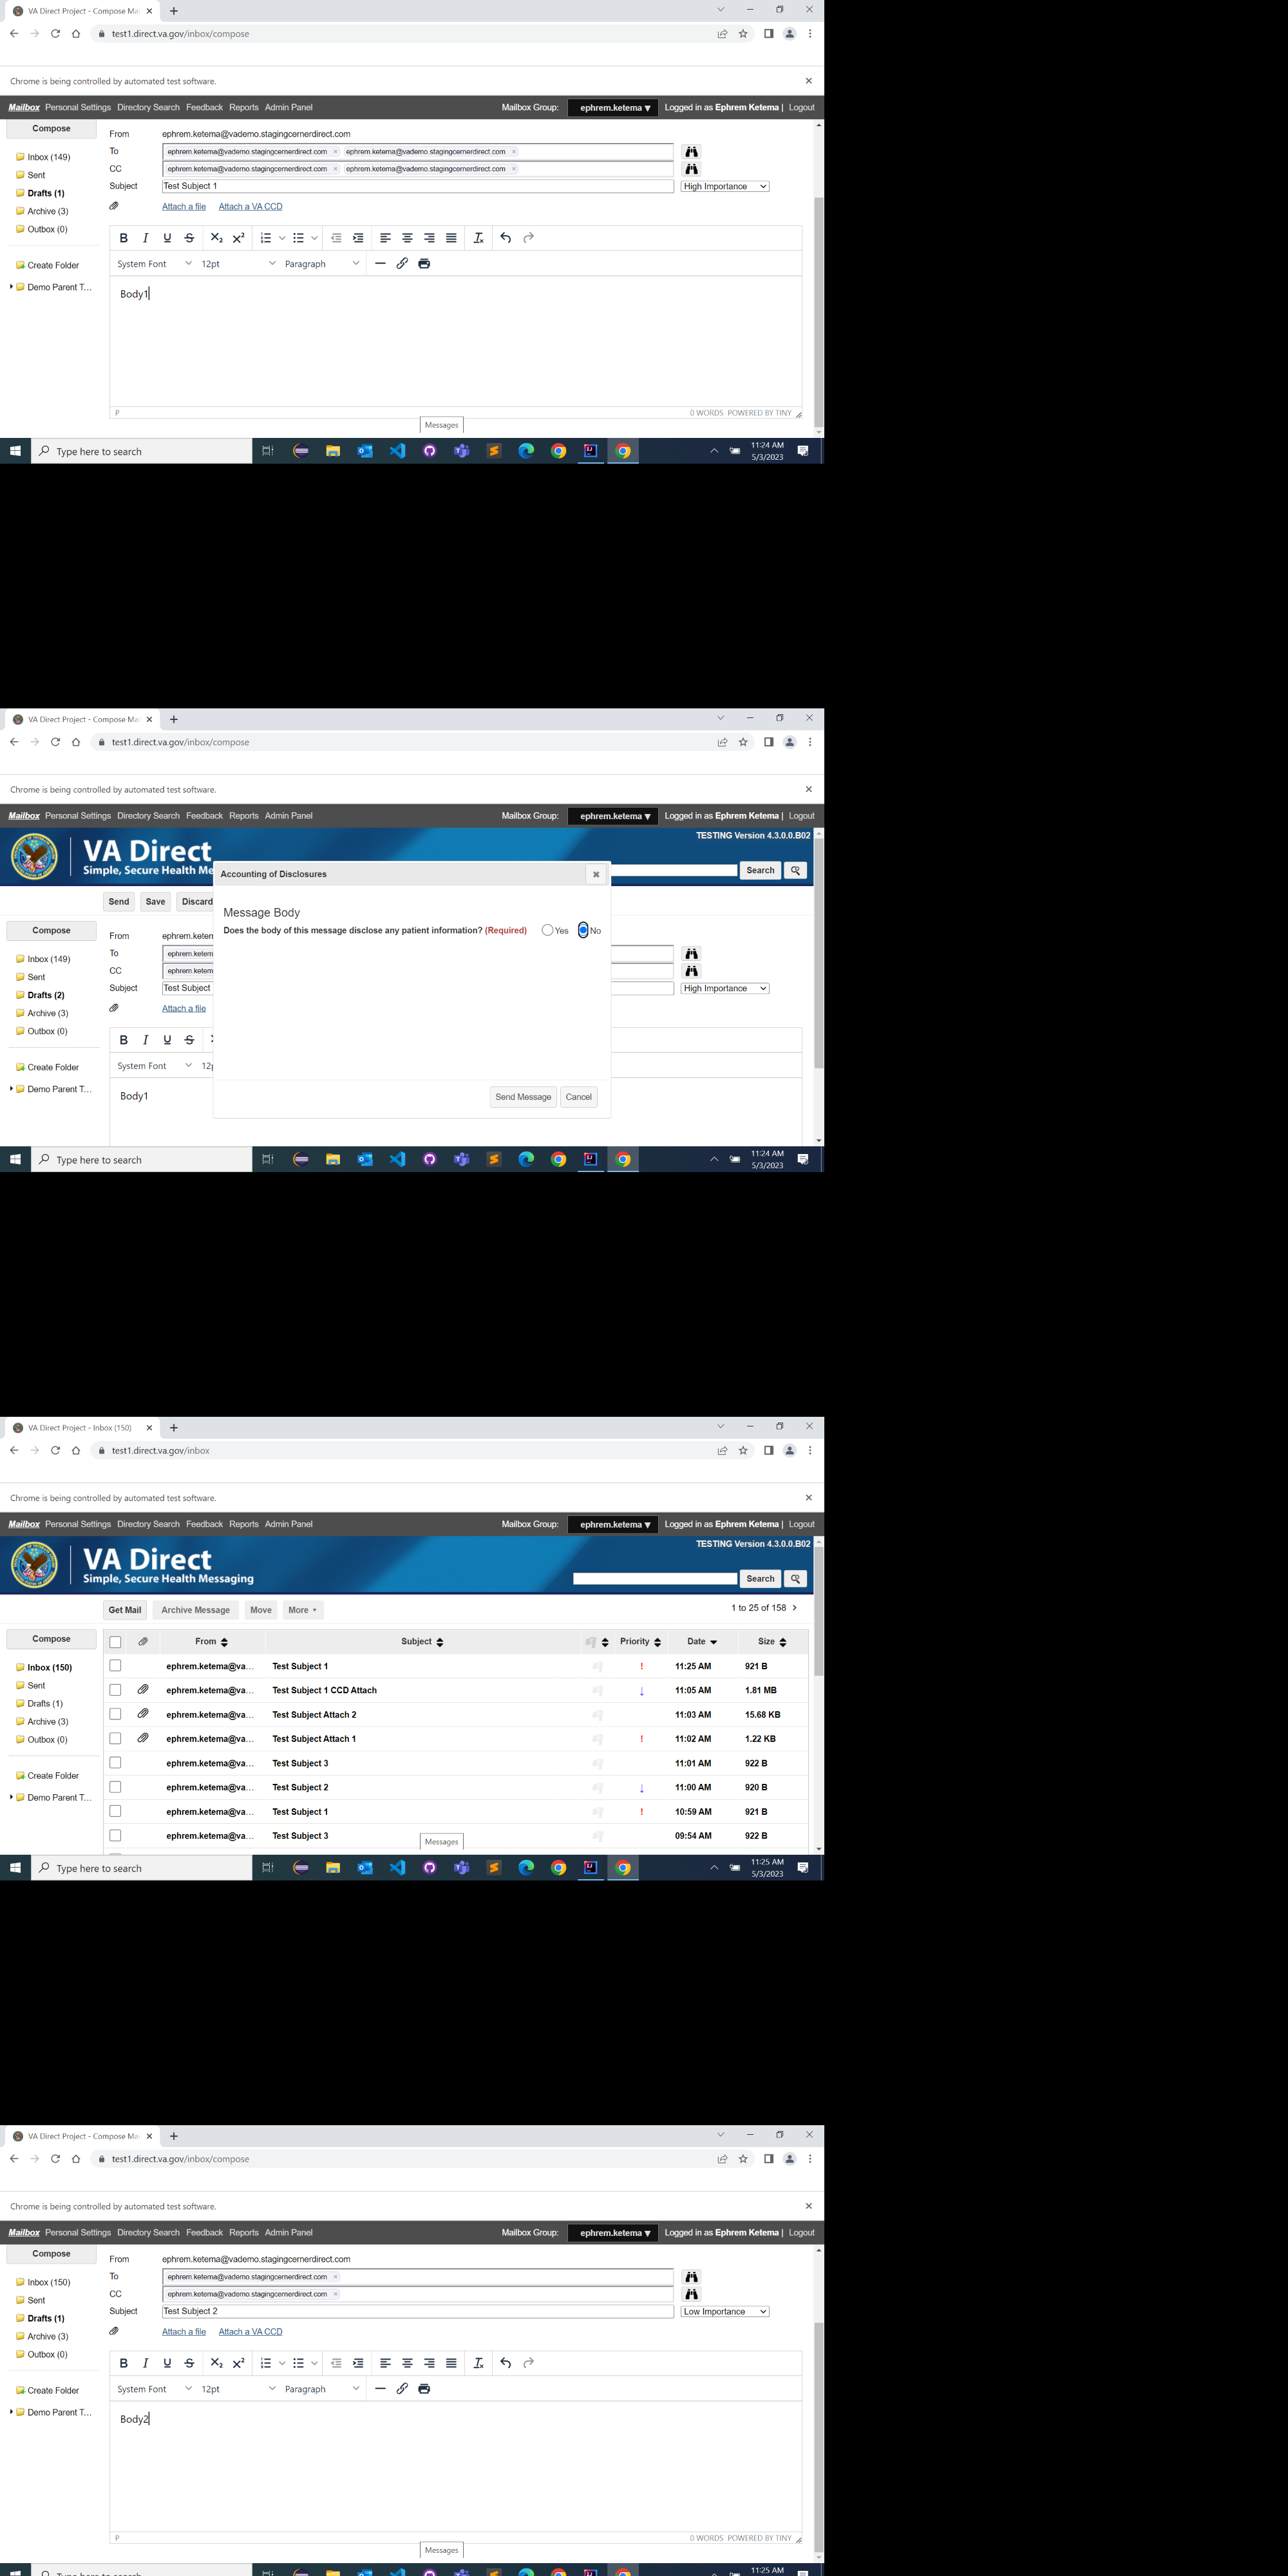 VA Direct Project - Compose Ma
test1.direct.va.gov/inbox/compose
Chrome is being controlled by automated test software.
Mailbox Personal Settings Directory Search Feedback Reports Admin Panel Mailbox Group: ephrem.ketema ▼ Logged in as Ephrem Ketema | Logout
Compose
From ephrem.ketema@vademo.stagingcernerdirect.com
Inbox (149)
To ephrem.ketema@vademo.stagingcernerdirect.com × ephrem.ketema@vademo.stagingcernerdirect.com ×
Sent
CC ephrem.ketema@vademo.stagingcernerdirect.com × ephrem.ketema@vademo.stagingcernerdirect.com ×
Drafts (1)
Subject Test Subject 1 High Importance
Archive (3)
Attach a file Attach a VA CCD
Outbox (0)
Create Folder
System Font 12pt Paragraph
Demo Parent T...
Body1
P 0 WORDS POWERED BY TINY
Messages
Type here to search
11:24 AM
5/3/2023
VA Direct Project - Compose Ma
test1.direct.va.gov/inbox/compose
Chrome is being controlled by automated test software.
Mailbox Personal Settings Directory Search Feedback Reports Admin Panel Mailbox Group: ephrem.ketema ▼ Logged in as Ephrem Ketema | Logout
TESTING Version 4.3.0.0.B02
VA Direct
Simple, Secure Health Me
Search
Accounting of Disclosures
Send Save Discard
Message Body
Does the body of this message disclose any patient information? (Required) Yes No
Compose
From ephrem.keten
Inbox (149)
To ephrem.ketem
Sent
CC ephrem.ketem
Drafts (2)
Subject Test Subject High Importance
Archive (3)
Attach a file
Outbox (0)
Create Folder
System Font 12p
Demo Parent T...
Body1
Send Message Cancel
Type here to search
11:24 AM
5/3/2023
VA Direct Project - Inbox (150)
test1.direct.va.gov/inbox
Chrome is being controlled by automated test software.
Mailbox Personal Settings Directory Search Feedback Reports Admin Panel Mailbox Group: ephrem.ketema ▼ Logged in as Ephrem Ketema | Logout
TESTING Version 4.3.0.0.B02
VA Direct
Simple, Secure Health Messaging
Search
Get Mail Archive Message Move More 1 to 25 of 158 >
Compose
From Subject Priority Date Size
Inbox (150)
Sent
Drafts (1)
Archive (3)
Outbox (0)
Create Folder
Demo Parent T...
ephrem.ketema@va... Test Subject 1 ! 11:25 AM 921 B
ephrem.ketema@va... Test Subject 1 CCD Attach ↓ 11:05 AM 1.81 MB
ephrem.ketema@va... Test Subject Attach 2 11:03 AM 15.68 KB
ephrem.ketema@va... Test Subject Attach 1 ! 11:02 AM 1.22 KB
ephrem.ketema@va... Test Subject 3 11:01 AM 922 B
ephrem.ketema@va... Test Subject 2 ↓ 11:00 AM 920 B
ephrem.ketema@va... Test Subject 1 ! 10:59 AM 921 B
ephrem.ketema@va... Test Subject 3 09:54 AM 922 B
Messages
Type here to search
11:25 AM
5/3/2023
VA Direct Project - Compose Ma
test1.direct.va.gov/inbox/compose
Chrome is being controlled by automated test software.
Mailbox Personal Settings Directory Search Feedback Reports Admin Panel Mailbox Group: ephrem.ketema ▼ Logged in as Ephrem Ketema | Logout
Compose
From ephrem.ketema@vademo.stagingcernerdirect.com
Inbox (150)
To ephrem.ketema@vademo.stagingcernerdirect.com ×
Sent
CC ephrem.ketema@vademo.stagingcernerdirect.com ×
Drafts (1)
Subject Test Subject 2 Low Importance
Archive (3)
Attach a file Attach a VA CCD
Outbox (0)
Create Folder
System Font 12pt Paragraph
Demo Parent T...
Body2
P 0 WORDS POWERED BY TINY
Messages
Type here to search
11:25 AM